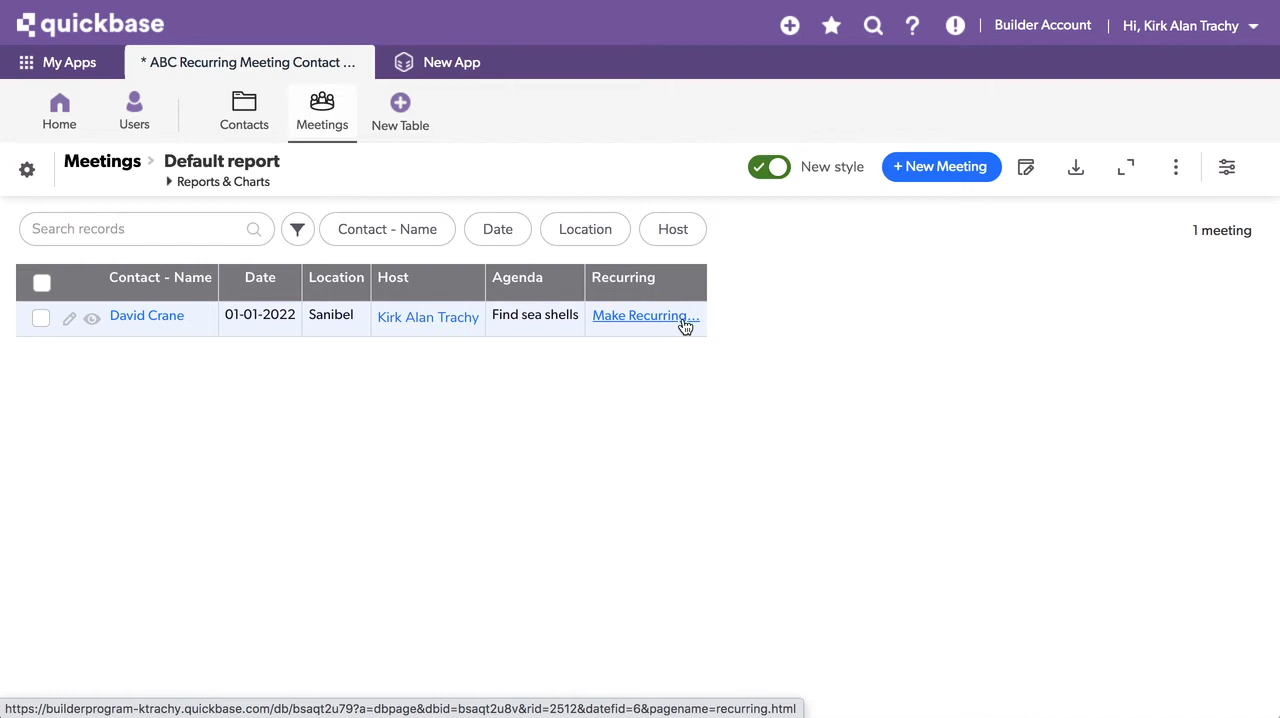 quickbase
Builder Account | Hi, Kirk Alan Trachy
My Apps
* ABC Recurring Meeting Contact ...
New App
Home
Users
Contacts
Meetings
New Table
Meetings > Default report
Reports & Charts
New style
+ New Meeting
Search records
Contact - Name
Date
Location
Host
1 meeting
Contact - Name Date Location Host Agenda Recurring
David Crane 01-01-2022 Sanibel Kirk Alan Trachy Find sea shells Make Recurring...
https://builderprogram-ktrachy.quickbase.com/db/bsaqt2u79?a=dbpage&dbid=bsaqt2u8v&rid=2512&datefid=6&pagename=recurring.html